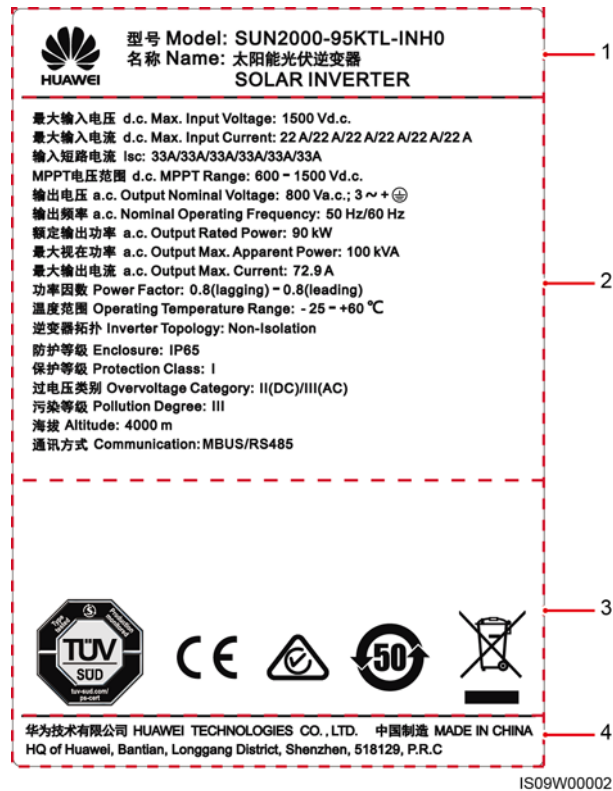 型号 Model: SUN2000-95KTL-INH0
名称 Name: 太阳能光伏逆变器
SOLAR INVERTER
HUAWEI
1
最大输入电压 d.c. Max. Input Voltage: 1500 Vd.c.
最大输入电流 d.c. Max. Input Current: 22 A/22 A/22 A/22 A/22 A/22 A
输入短路电流 Isc: 33A/33A/33A/33A/33A/33A
MPPT电压范围 d.c. MPPT Range: 600 - 1500 Vd.c.
输出电压 a.c. Output Nominal Voltage: 800 Va.c.; 3 ~ + ⏚
输出频率 a.c. Nominal Operating Frequency: 50 Hz/60 Hz
额定输出功率 a.c. Output Rated Power: 90 kW
最大视在功率 a.c. Output Max. Apparent Power: 100 kVA
最大输出电流 a.c. Output Max. Current: 72.9 A
功率因数 Power Factor: 0.8(lagging) - 0.8(leading)
温度范围 Operating Temperature Range: - 25 - +60 ℃
逆变器拓扑 Inverter Topology: Non-Isolation
防护等级 Enclosure: IP65
保护等级 Protection Class: I
过电压类别 Overvoltage Category: II(DC)/III(AC)
污染等级 Pollution Degree: III
海拔 Altitude: 4000 m
通讯方式 Communication: MBUS/RS485
2
Type tested
Production monitored
TÜV
SÜD
tuv-sud.com/
ps-cert
CE
50
3
华为技术有限公司 HUAWEI TECHNOLOGIES CO., LTD. 中国制造 MADE IN CHINA
HQ of Huawei, Bantian, Longgang District, Shenzhen, 518129, P.R.C
4
IS09W00002